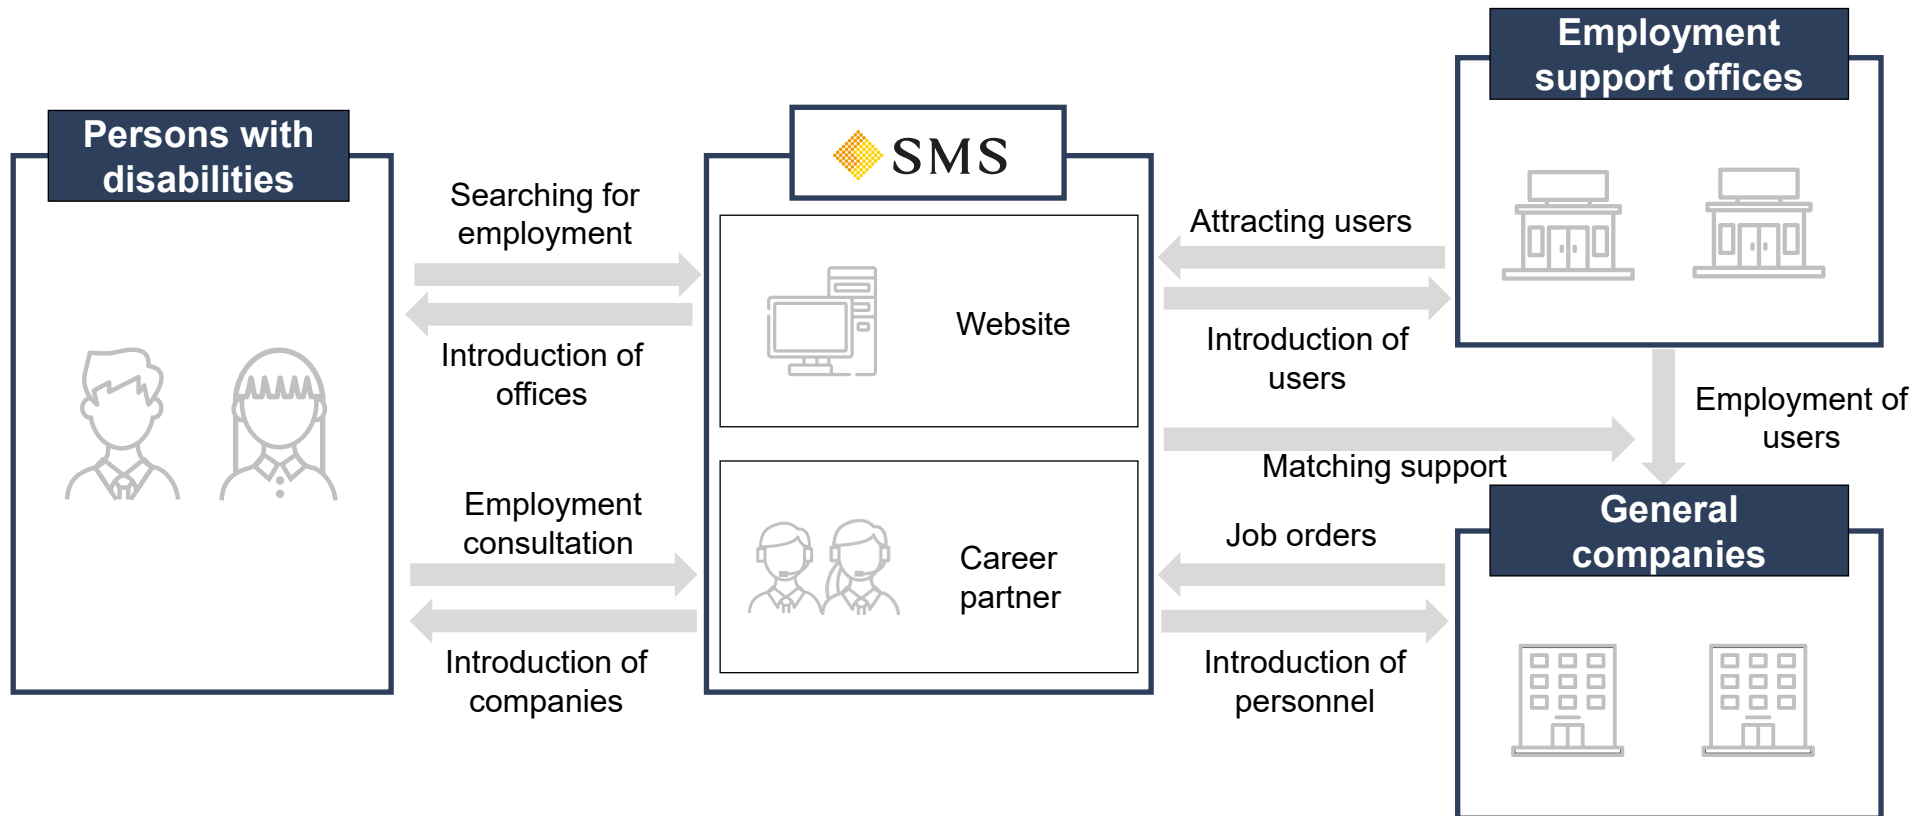 Persons with
disabilities
Searching for
employment
Introduction of
offices
Employment
consultation
Introduction of
companies
SMS
Website
Career
partner
Attracting users
Introduction of
users
Matching support
Job orders
Introduction of
personnel
Employment
support offices
Employment of
users
General
companies